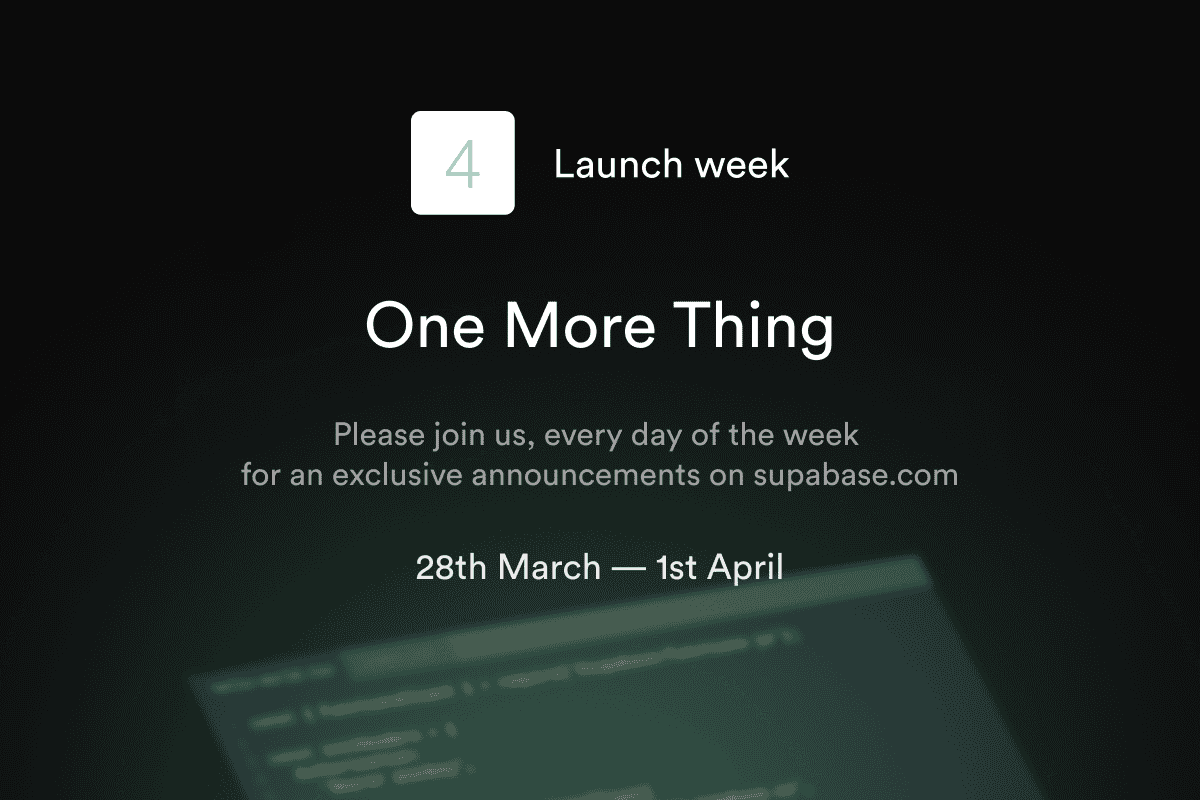 4 Launch week
One More Thing
Please join us, every day of the week
for an exclusive announcements on supabase.com
28th March — 1st April